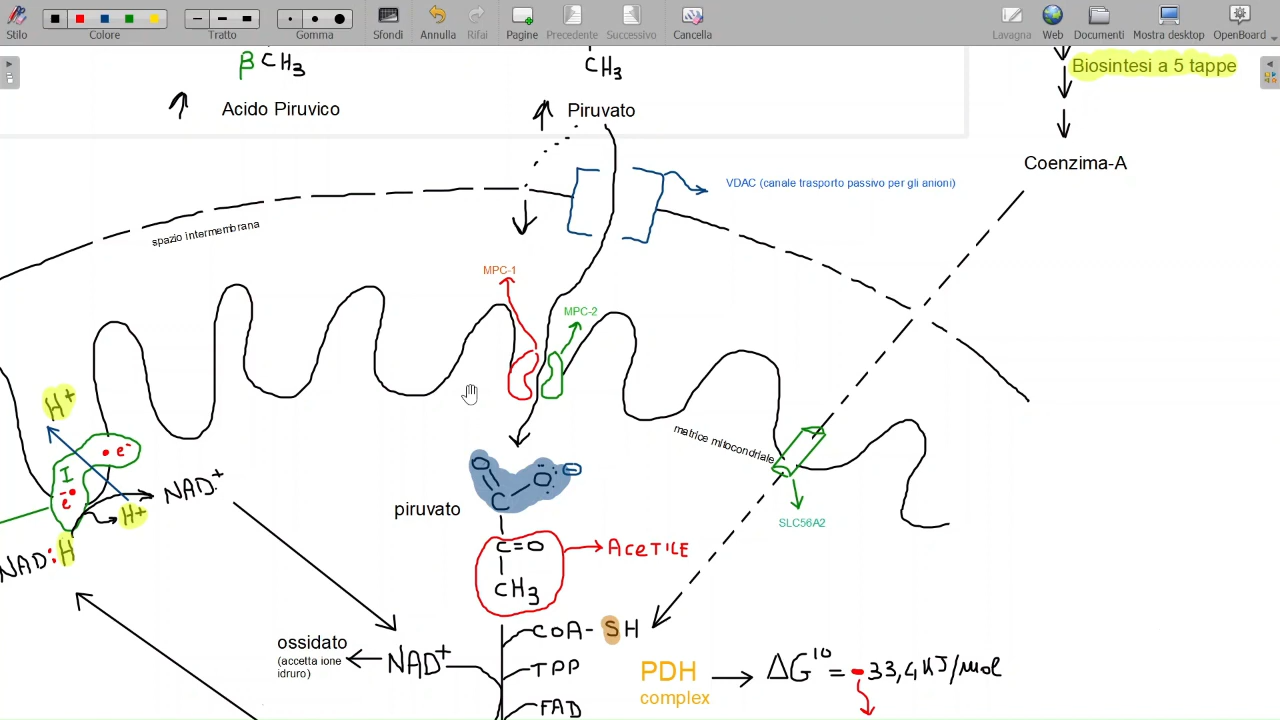 Stilo
Colore
Tratto
Gomma
Sfondi
Annulla
Ripeti
Pagine
Precedente
Successivo
Cancella
Lavagna
Web
Documenti
Mostra desktop
OpenBoard
β CH3
CH3
Biosintesi a 5 tappe
Acido Piruvico
Piruvato
Coenzima-A
VDAC (canale trasporto passivo per gli anioni)
spazio intermembrana
MPC-1
MPC-2
H+
e-
I
e-
H+
NAD+
NAD:H
matrice mitocondriale
SLC56A2
piruvato
O
O
-
C
C=O
CH3
ACETILE
CoA-SH
ossidato
(accetta ione
idruro)
NAD+
TPP
FAD
PDH
complex
ΔG'° = -33,4 KJ/mol